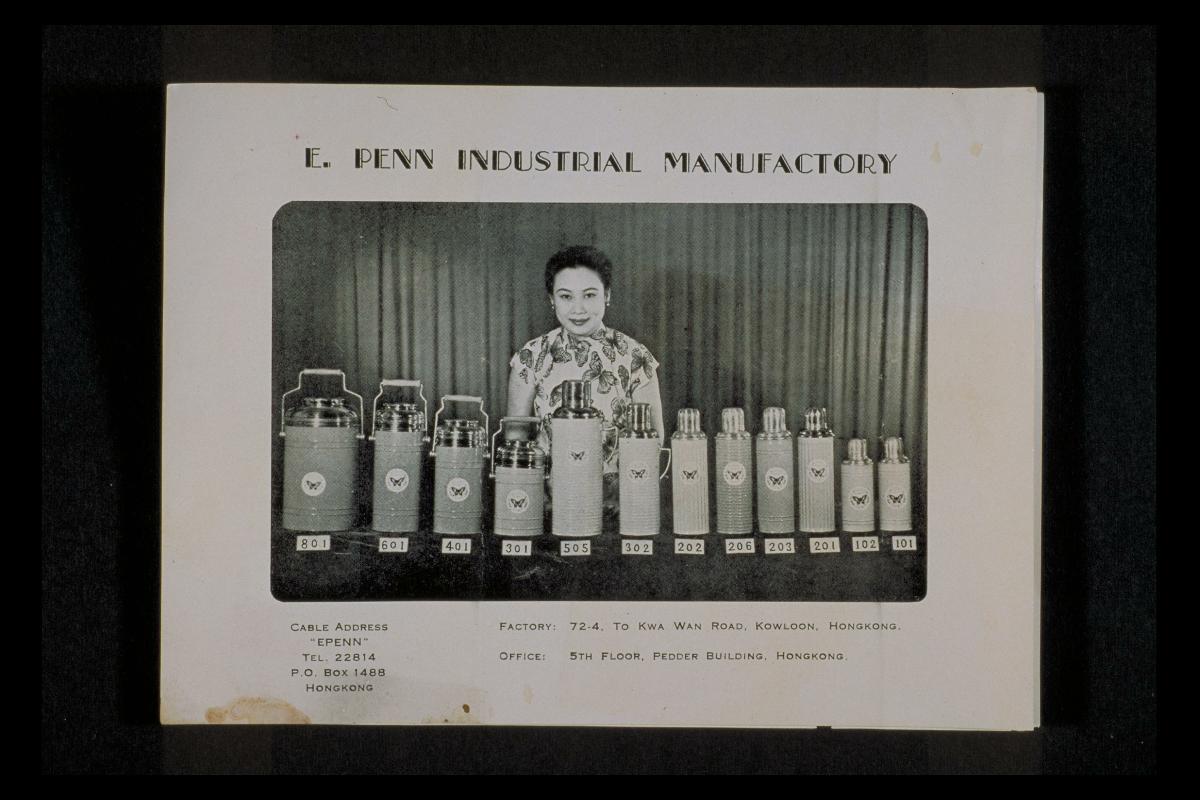 E. PENN INDUSTRIAL MANUFACTORY
801 601 401 301 505 302 202 206 203 201 102 101
CABLE ADDRESS
"EPENN"
TEL. 22814
P.O. BOX 1488
HONGKONG
FACTORY: 72-4, TO KWA WAN ROAD, KOWLOON, HONGKONG.
OFFICE: 5TH FLOOR, PEDDER BUILDING, HONGKONG.